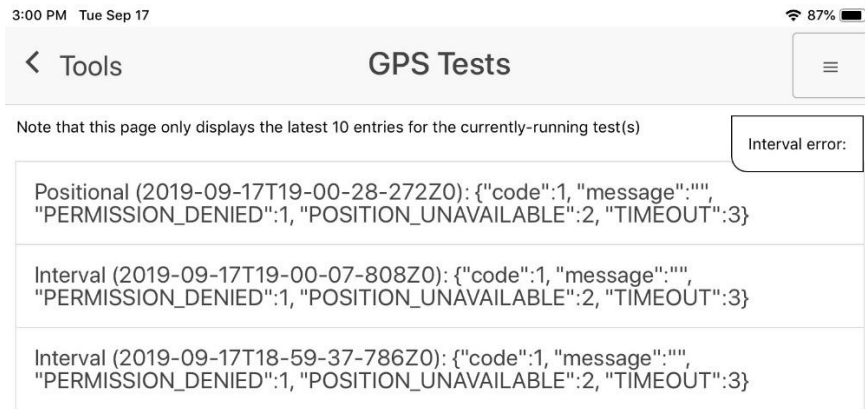 3:00 PM Tue Sep 17
87%
Tools
GPS Tests
Note that this page only displays the latest 10 entries for the currently-running test(s)
Interval error:
Positional (2019-09-17T19-00-28-272Z0): {"code":1, "message":"",
"PERMISSION_DENIED":1, "POSITION_UNAVAILABLE":2, "TIMEOUT":3}
Interval (2019-09-17T19-00-07-808Z0): {"code":1, "message":"",
"PERMISSION_DENIED":1, "POSITION_UNAVAILABLE":2, "TIMEOUT":3}
Interval (2019-09-17T18-59-37-786Z0): {"code":1, "message":"",
"PERMISSION_DENIED":1, "POSITION_UNAVAILABLE":2, "TIMEOUT":3}